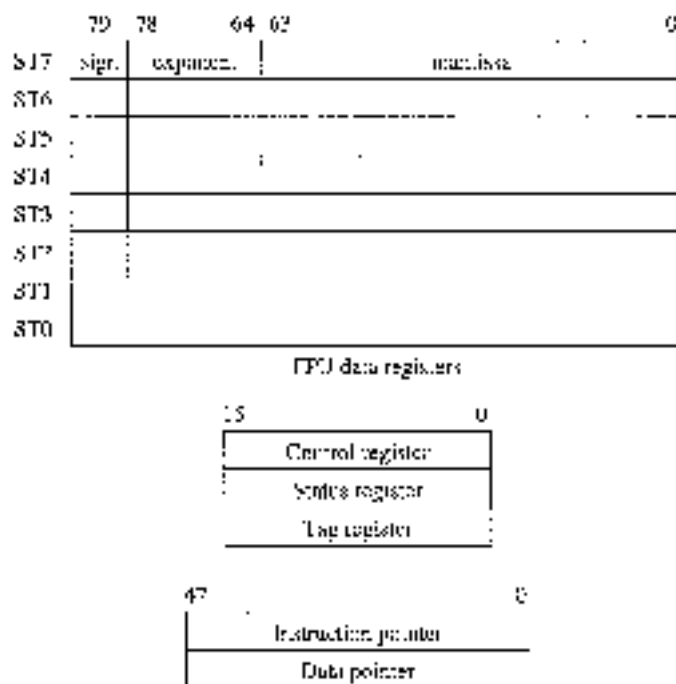 79 78 64 63 0
ST7 sign exponent mantissa
ST6
ST5
ST4
ST3
ST2
ST1
ST0
FPU data registers
15 0
Control register
Status register
Tag register
47 0
Instruction pointer
Data pointer